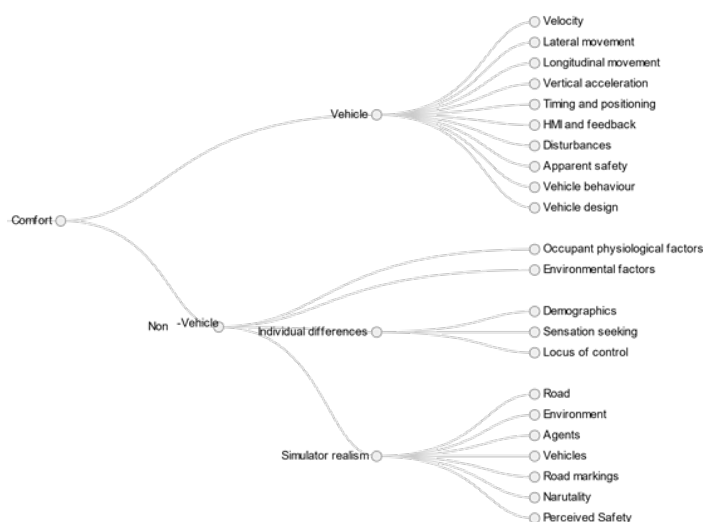 Velocity
Lateral movement
Longitudinal movement
Vertical acceleration
Vehicle
Timing and positioning
HMI and feedback
Disturbances
Apparent safety
Vehicle behaviour
Vehicle design
Comfort
Occupant physiological factors
Environmental factors
Non -Vehicle
Individual differences
Demographics
Sensation seeking
Locus of control
Simulator realism
Road
Environment
Agents
Vehicles
Road markings
Narutality
Perceived Safety